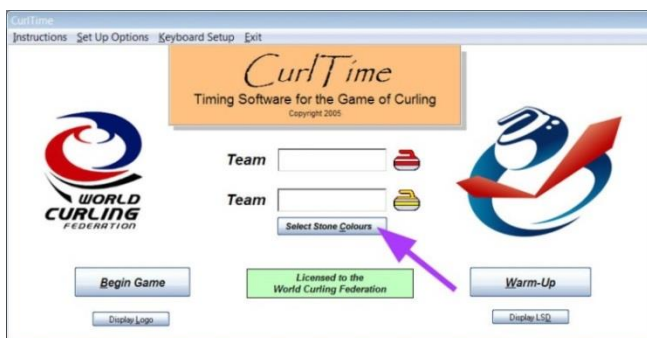 CurlTime
Instructions Set Up Options Keyboard Setup Exit
CurlTime
Timing Software for the Game of Curling
Copyright 2005
Team
WORLD
CURLING
FEDERATION
Team
Select Stone Colours
Begin Game
Licensed to the
World Curling Federation
Warm-Up
Display Logo
Display LSD